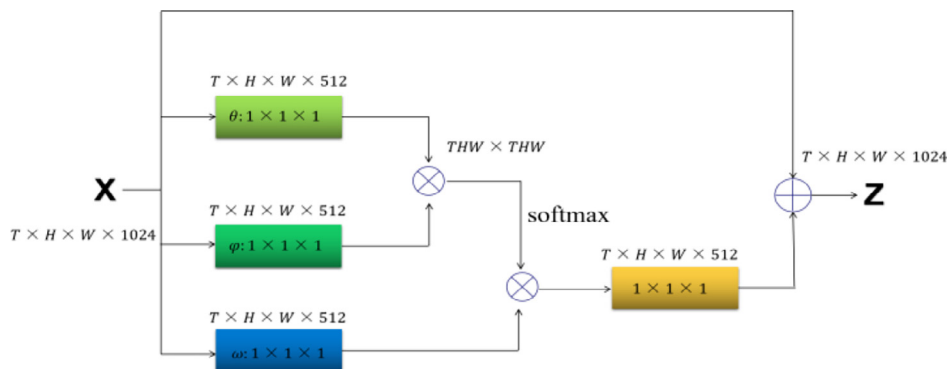 T × H × W × 512
θ: 1 × 1 × 1
THW × THW
T × H × W × 1024
X
Z
T × H × W × 512
softmax
T × H × W × 1024
φ: 1 × 1 × 1
T × H × W × 512
1 × 1 × 1
T × H × W × 512
ω: 1 × 1 × 1